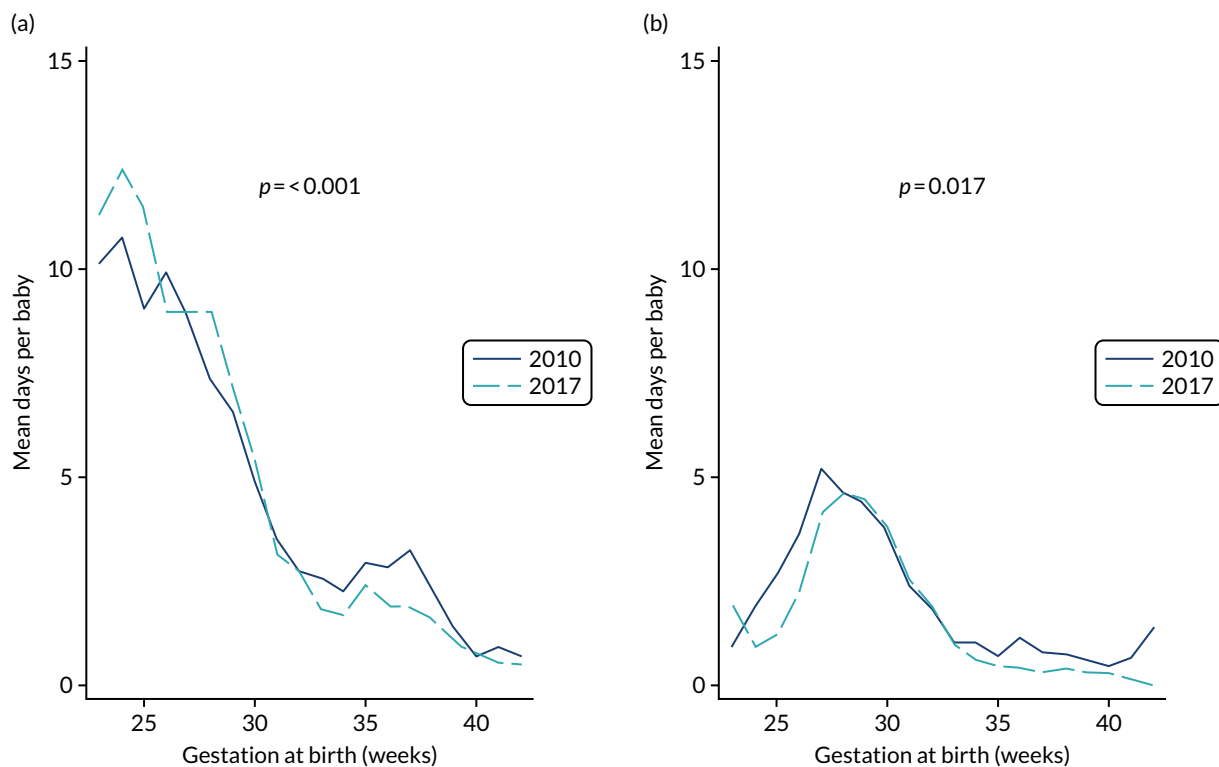 (a)
15
10
5
0
Mean days per baby
p=<0.001
2010
2017
25 30 35 40
Gestation at birth (weeks)
(b)
15
10
5
0
Mean days per baby
p=0.017
2010
2017
25 30 35 40
Gestation at birth (weeks)